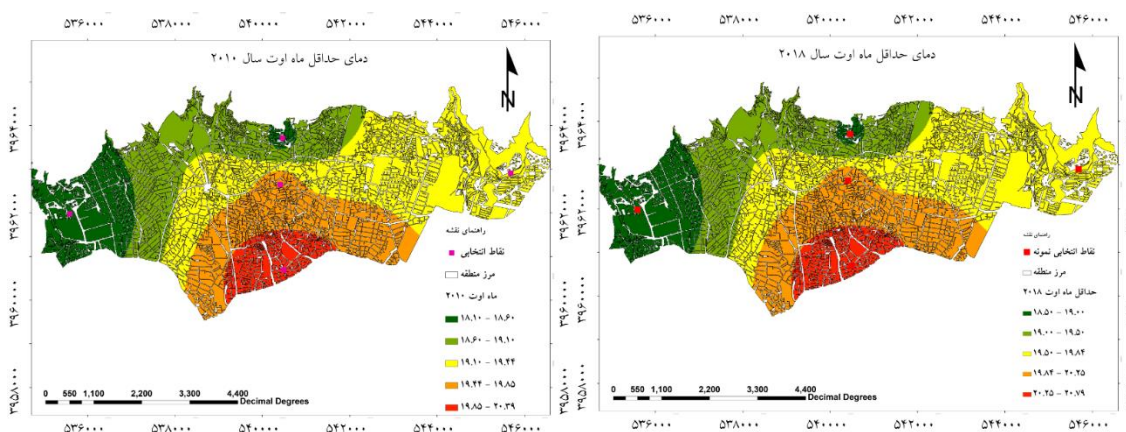 ۵۳۶۰۰۰ ۵۳۸۰۰۰ ۵۴۰۰۰۰ ۵۴۲۰۰۰ ۵۴۴۰۰۰ ۵۴۶۰۰۰
دمای حداقل ماه اوت سال ۲۰۱۰
N
۳۹۶۴۰۰۰
۳۹۶۲۰۰۰
۳۹۶۰۰۰۰
۳۹۵۸۰۰۰
راهنمای نقشه
نقاط انتخابی
مرز منطقه
ماه اوت ۲۰۱۰
۱۸.۱۰ - ۱۸.۶۰
۱۸.۶۰ - ۱۹.۱۰
۱۹.۱۰ - ۱۹.۴۴
۱۹.۴۴ - ۱۹.۸۵
۱۹.۸۵ - ۲۰.۳۹
0 550 1,100 2,200 3,300 4,400
Decimal Degrees
۵۳۶۰۰۰ ۵۳۸۰۰۰ ۵۴۰۰۰۰ ۵۴۲۰۰۰ ۵۴۴۰۰۰ ۵۴۶۰۰۰
۵۳۶۰۰۰ ۵۳۸۰۰۰ ۵۴۰۰۰۰ ۵۴۲۰۰۰ ۵۴۴۰۰۰ ۵۴۶۰۰۰
دمای حداقل ماه اوت سال ۲۰۱۸
N
۳۹۶۴۰۰۰ ۳۹۶۴۰۰۰
۳۹۶۲۰۰۰ ۳۹۶۲۰۰۰
۳۹۶۰۰۰۰ ۳۹۶۰۰۰۰
۳۹۵۸۰۰۰ ۳۹۵۸۰۰۰
راهنمای نقشه
نقاط انتخابی نمونه
مرز منطقه
حداقل ماه اوت ۲۰۱۸
۱۸.۵۰ - ۱۹.۰۰
۱۹.۰۰ - ۱۹.۵۰
۱۹.۵۰ - ۱۹.۸۴
۱۹.۸۴ - ۲۰.۲۵
۲۰.۲۵ - ۲۰.۷۹
0 550 1,100 2,200 3,300 4,400
Decimal Degrees
۵۳۶۰۰۰ ۵۳۸۰۰۰ ۵۴۰۰۰۰ ۵۴۲۰۰۰ ۵۴۴۰۰۰ ۵۴۶۰۰۰